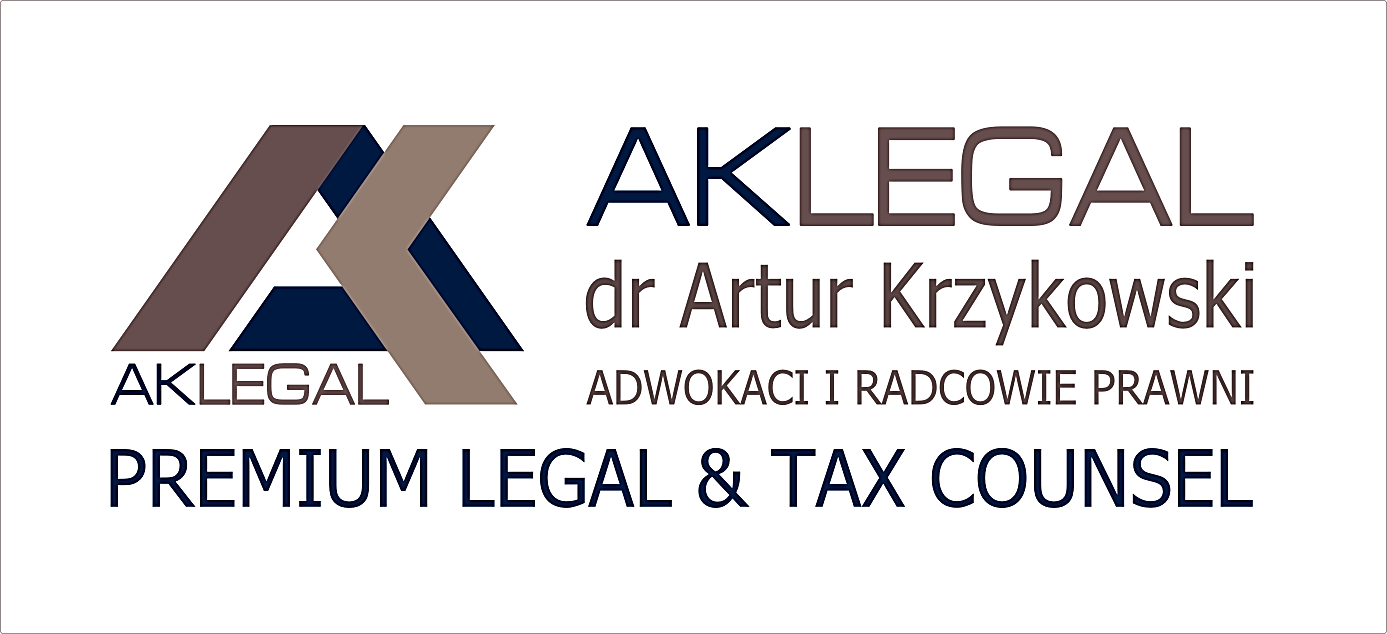 AKLEGAL
dr Artur Krzykowski
ADWOKACI I RADCOWIE PRAWNI
AKLEGAL
PREMIUM LEGAL & TAX COUNSEL